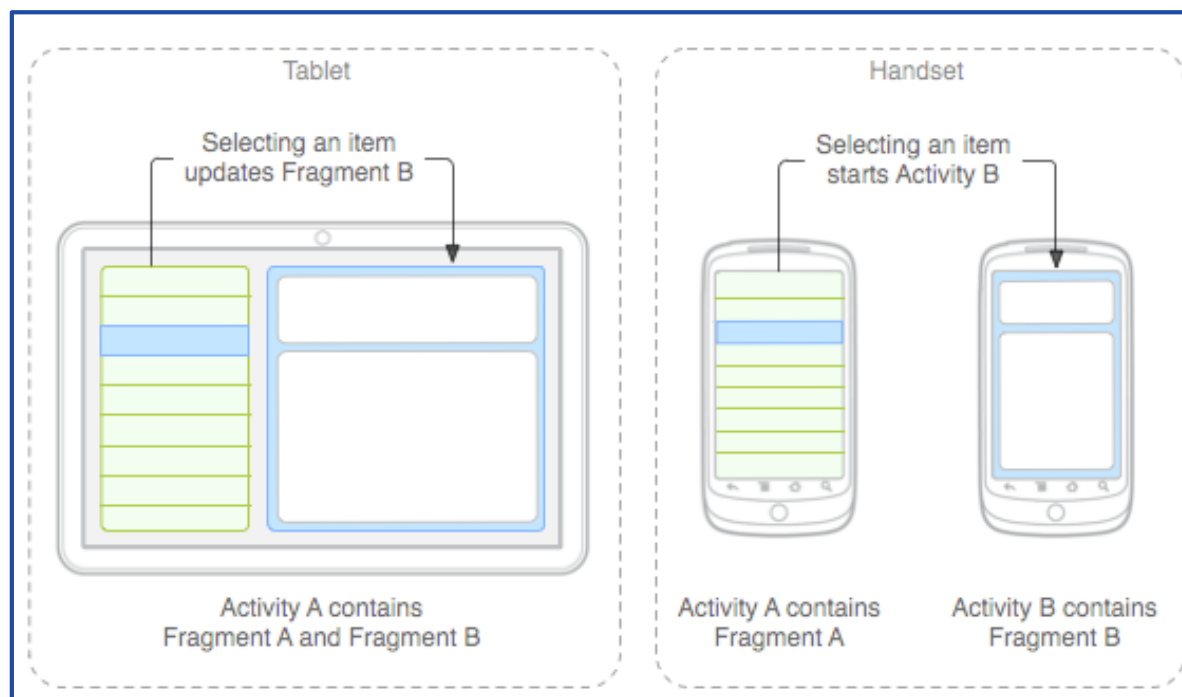 Tablet
Selecting an item
updates Fragment B
Activity A contains
Fragment A and Fragment B
Handset
Selecting an item
starts Activity B
Activity A contains
Fragment A
Activity B contains
Fragment B